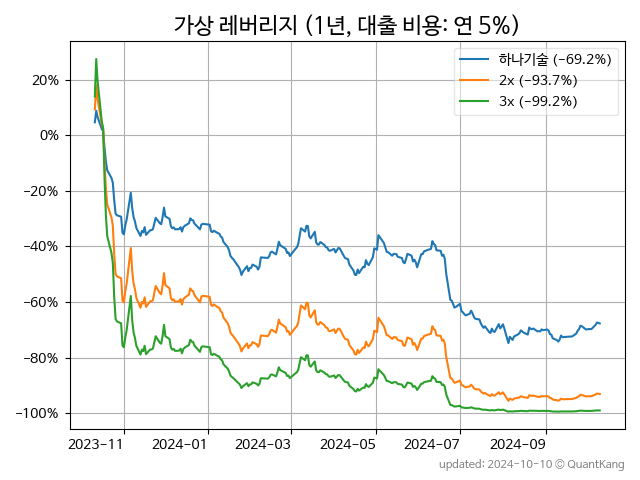 가상 레버리지 (1년, 대출 비용: 연 5%)
하나기술 (-69.2%)
2x (-93.7%)
3x (-99.2%)
20%
0%
-20%
-40%
-60%
-80%
-100%
2023-11 2024-01 2024-03 2024-05 2024-07 2024-09
updated: 2024-10-10 © QuantKang